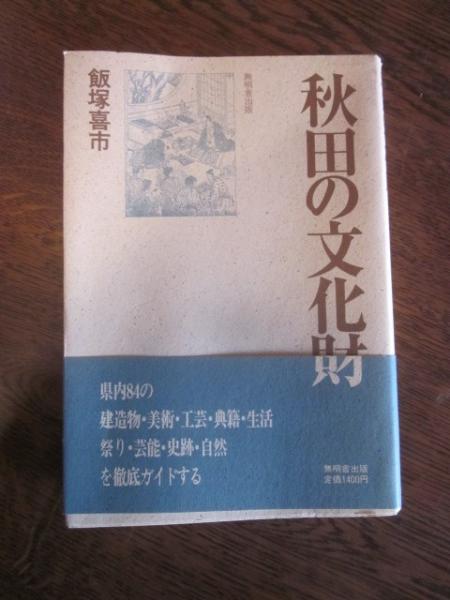 秋田の文化財
無明舎出版
飯塚喜市
県内84の
建造物・美術・工芸・典籍・生活
祭り・芸能・史跡・自然
を徹底ガイドする
無明舎出版
定価1400円